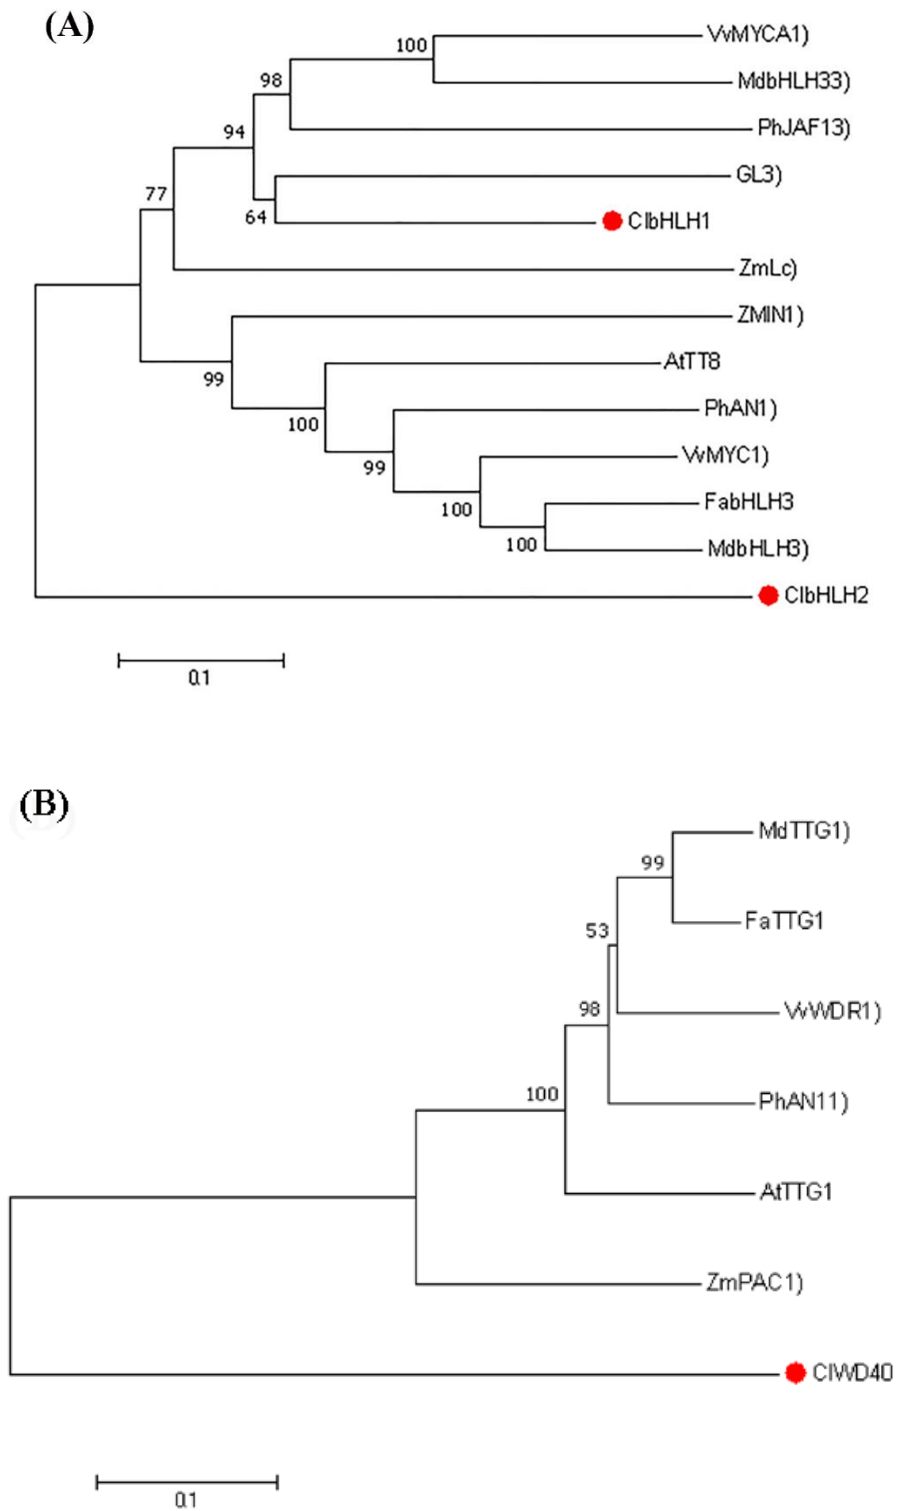 (A)
VvMYCA1)
100
MdbHLH33)
98
PhJAF13)
94
GL3)
77
64
ClbHLH1
ZmLc)
ZMIN1)
AtTT8
99
PhAN1)
100
VvMYC1)
99
FabHLH3
100
MdbHLH3)
100
ClbHLH2
0.1
(B)
MdTTG1)
99
FaTTG1
53
VvWDR1)
98
PhAN11)
100
AtTTG1
ZmPAC1)
ClWD40
0.1